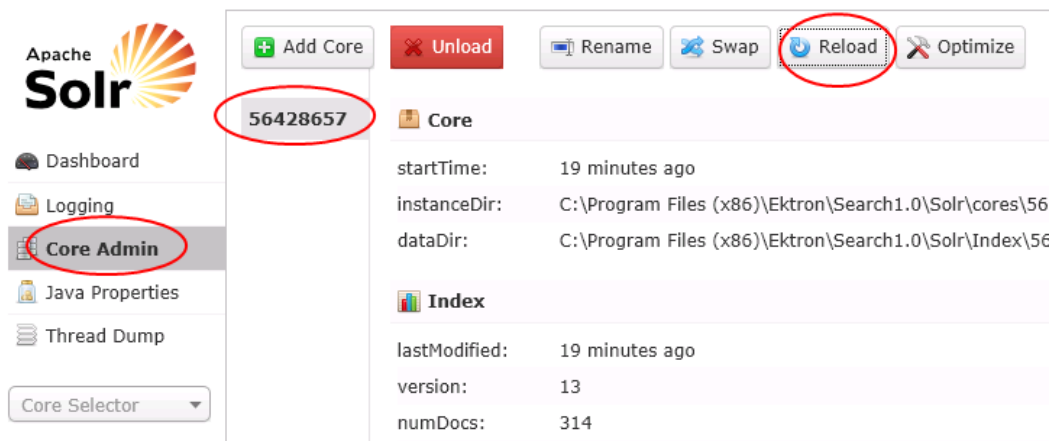 Apache
Solr
Dashboard
Logging
Core Admin
Java Properties
Thread Dump
Core Selector
Add Core Unload Rename Swap Reload Optimize
56428657
Core
startTime: 19 minutes ago
instanceDir: C:\Program Files (x86)\Ektron\Search1.0\Solr\cores\56
dataDir: C:\Program Files (x86)\Ektron\Search1.0\Solr\Index\56
Index
lastModified: 19 minutes ago
version: 13
numDocs: 314